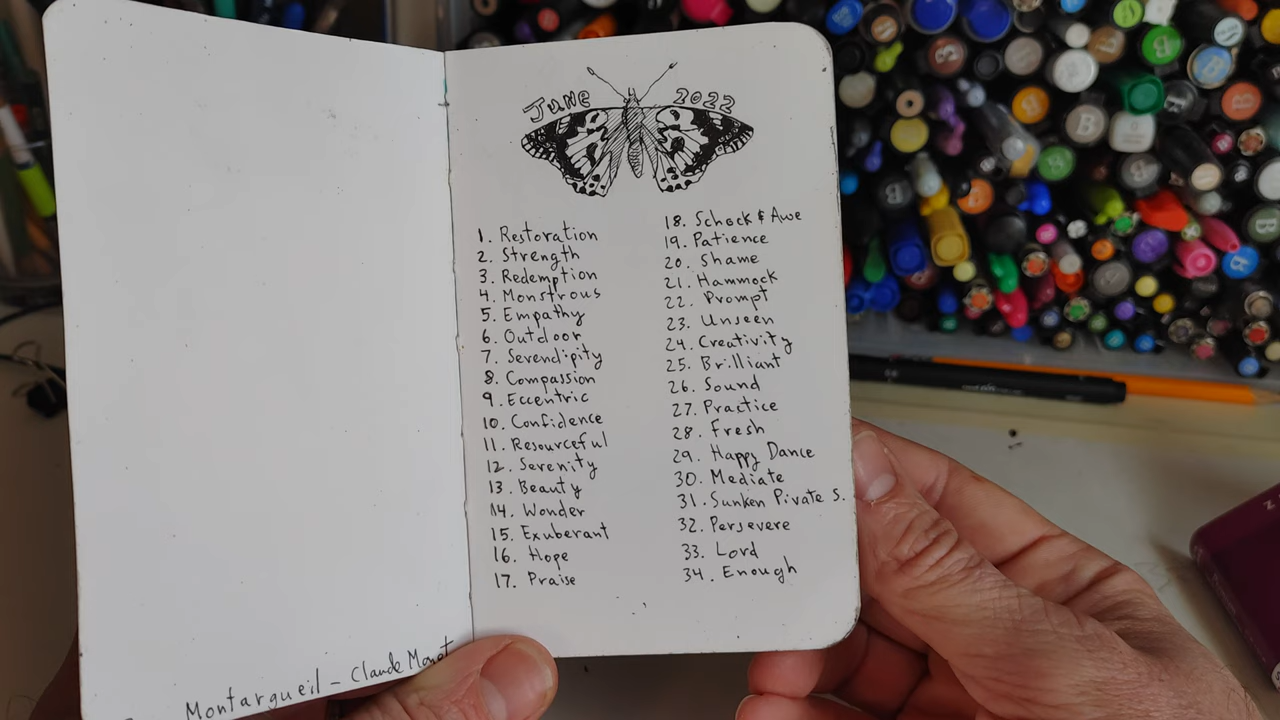 Montargueil - Claude Monet
JUNE 2022
1. Restoration
2. Strength
3. Redemption
4. Monstrous
5. Empathy
6. Outdoor
7. Serendipity
8. Compassion
9. Eccentric
10. Confidence
11. Resourceful
12. Serenity
13. Beauty
14. Wonder
15. Exuberant
16. Hope
17. Praise
18. Schock & Awe
19. Patience
20. Shame
21. Hammock
22. Prompt
23. Unseen
24. Creativity
25. Brilliant
26. Sound
27. Practice
28. Fresh
29. Happy Dance
30. Mediate
31. Sunken Pivate S.
32. Persevere
33. Lord
34. Enough